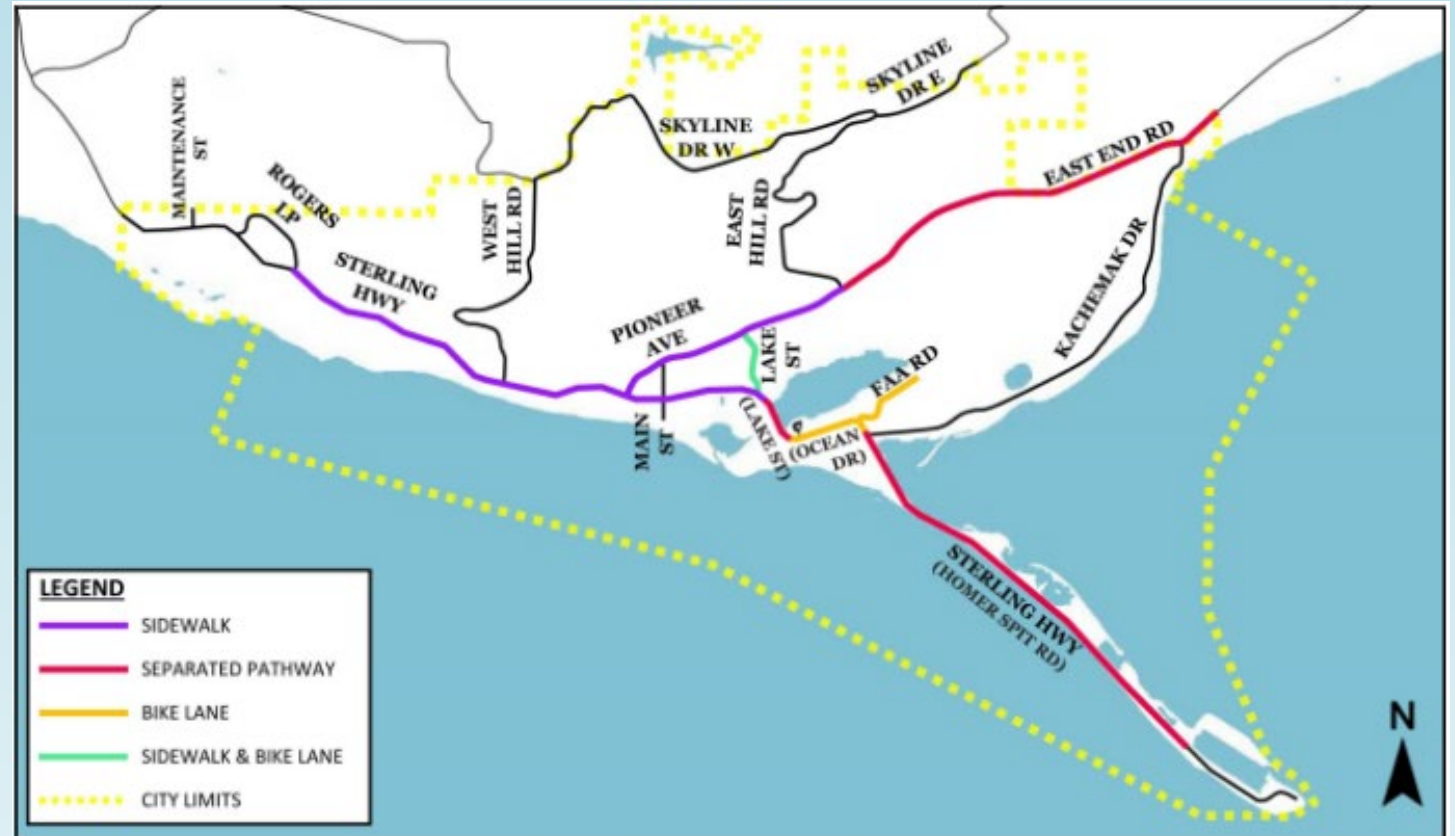 MAINTENANCE
ST
ROGERS
LP
STERLING
HWY
WEST
HILL RD
SKYLINE
DR W
SKYLINE
DR E
EAST
HILL RD
EAST END RD
KACHEMAK DR
PIONEER
AVE
LAKE
ST
FAA RD
MAIN
ST
(LAKE ST)
(OCEAN
DR)
STERLING HWY
(HOMER SPIT RD)
LEGEND
SIDEWALK
SEPARATED PATHWAY
BIKE LANE
SIDEWALK & BIKE LANE
CITY LIMITS
N